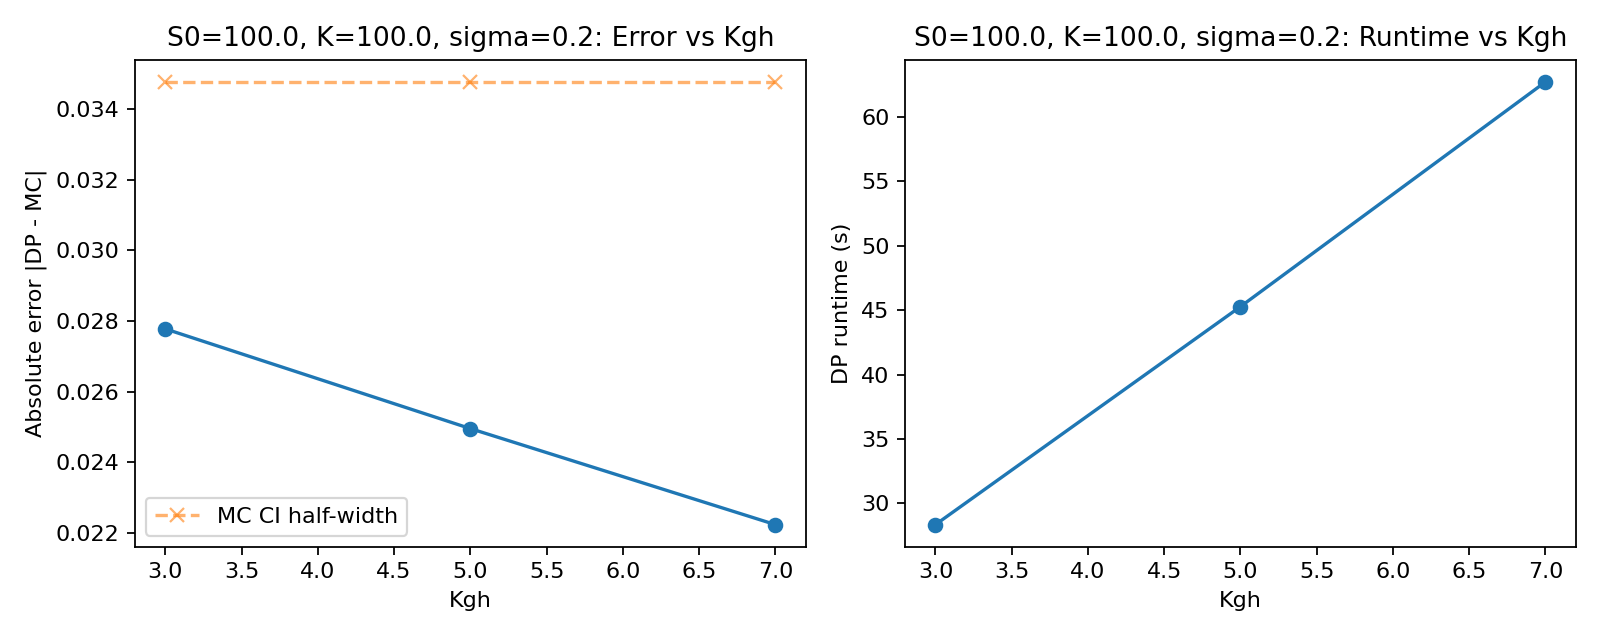 S0=100.0, K=100.0, sigma=0.2: Error vs Kgh
Absolute error |DP - MC|
0.034
0.032
0.030
0.028
0.026
0.024
0.022
MC CI half-width
3.0 3.5 4.0 4.5 5.0 5.5 6.0 6.5 7.0
Kgh
S0=100.0, K=100.0, sigma=0.2: Runtime vs Kgh
DP runtime (s)
60
55
50
45
40
35
30
3.0 3.5 4.0 4.5 5.0 5.5 6.0 6.5 7.0
Kgh